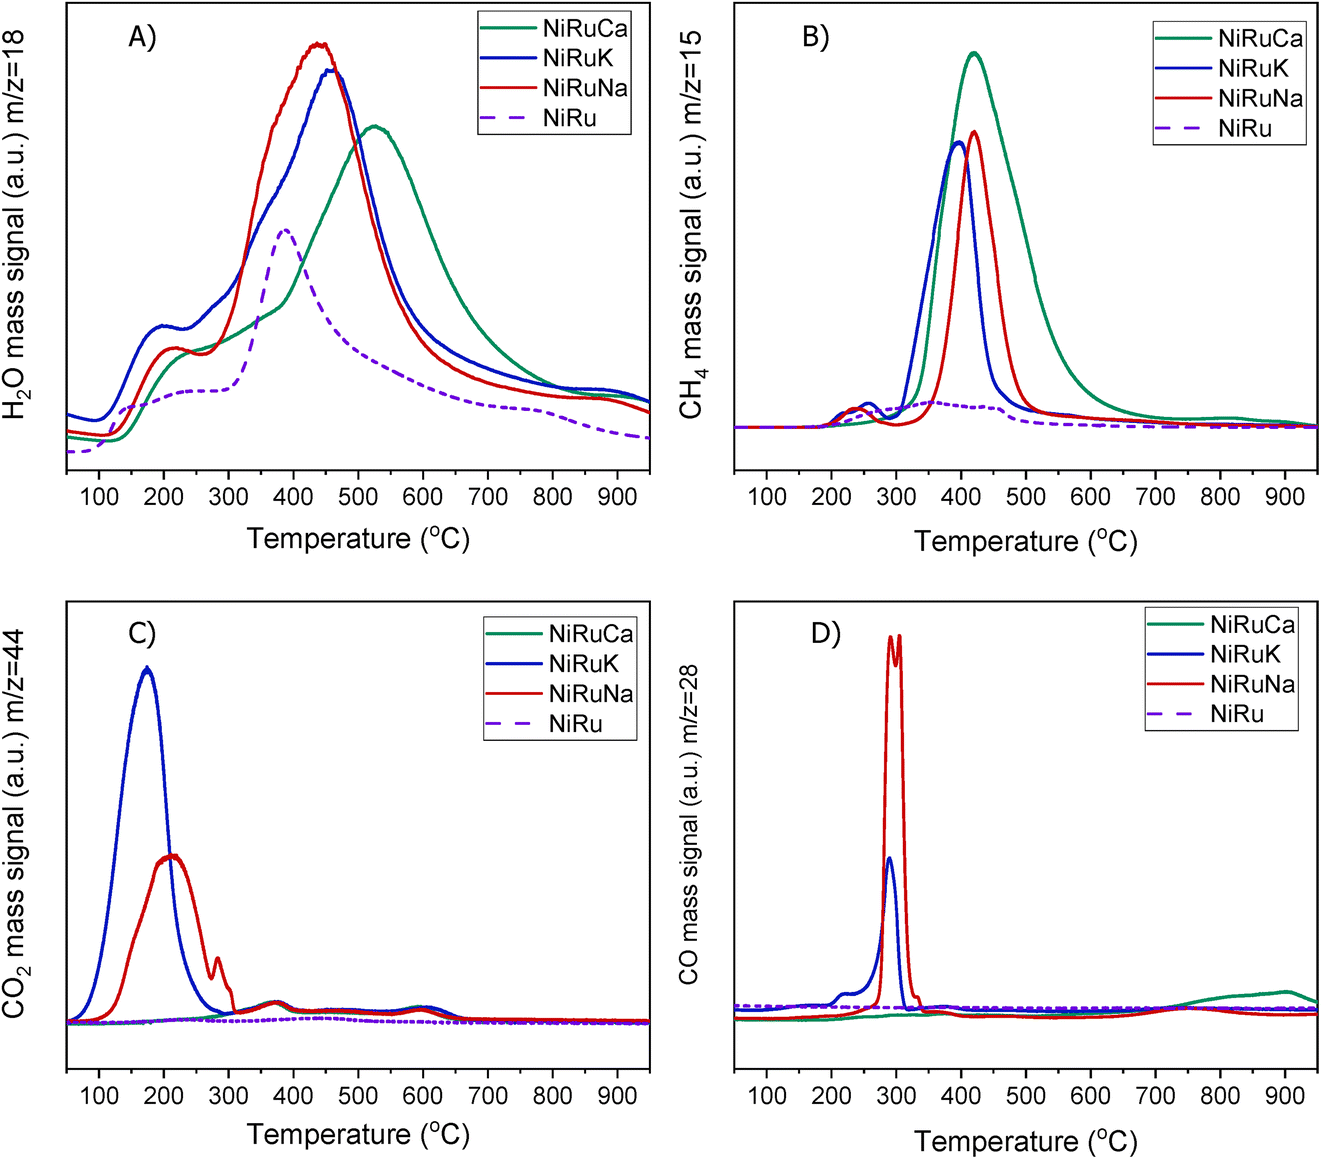 A)
NiRuCa
NiRuK
NiRuNa
NiRu
H₂O mass signal (a.u.) m/z=18
100 200 300 400 500 600 700 800 900
Temperature (°C)
B)
NiRuCa
NiRuK
NiRuNa
NiRu
CH₄ mass signal (a.u.) m/z=15
100 200 300 400 500 600 700 800 900
Temperature (°C)
C)
NiRuCa
NiRuK
NiRuNa
NiRu
CO₂ mass signal (a.u.) m/z=44
100 200 300 400 500 600 700 800 900
Temperature (°C)
D)
NiRuCa
NiRuK
NiRuNa
NiRu
CO mass signal (a.u.) m/z=28
100 200 300 400 500 600 700 800 900
Temperature (°C)